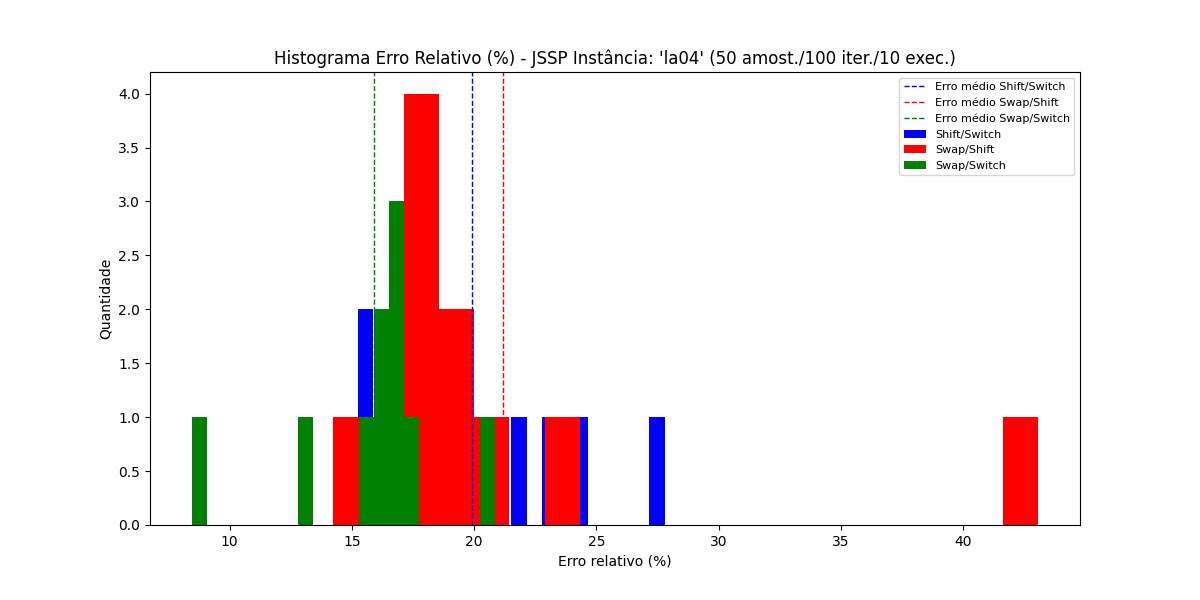 Histograma Erro Relativo (%) - JSSP Instância: 'la04' (50 amost./100 iter./10 exec.)
Erro médio Shift/Switch
Erro médio Swap/Shift
Erro médio Swap/Switch
Shift/Switch
Swap/Shift
Swap/Switch
Quantidade
4.0
3.5
3.0
2.5
2.0
1.5
1.0
0.5
0.0
10 15 20 25 30 35 40
Erro relativo (%)